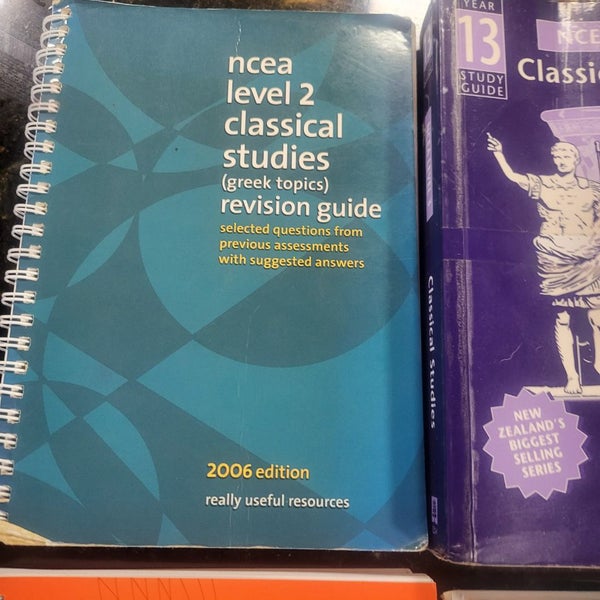 ncea
level 2
classical
studies
(greek topics)
revision guide
selected questions from
previous assessments
with suggested answers
2006 edition
really useful resources
YEAR
13
STUDY
GUIDE
NCEA
Classical Studies
NEW
ZEALAND'S
BIGGEST
SELLING
SERIES